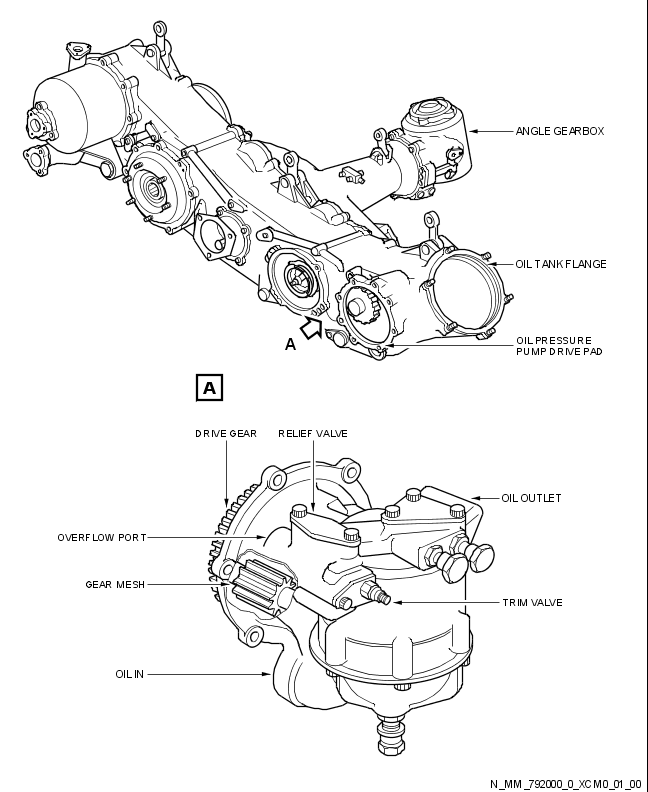 ANGLE GEARBOX
OIL TANK FLANGE
OIL PRESSURE
PUMP DRIVE PAD
A
A
DRIVE GEAR
RELIEF VALVE
OIL OUTLET
OVERFLOW PORT
GEAR MESH
TRIM VALVE
OIL IN
N_MM_792000_0_XCM0_01_00